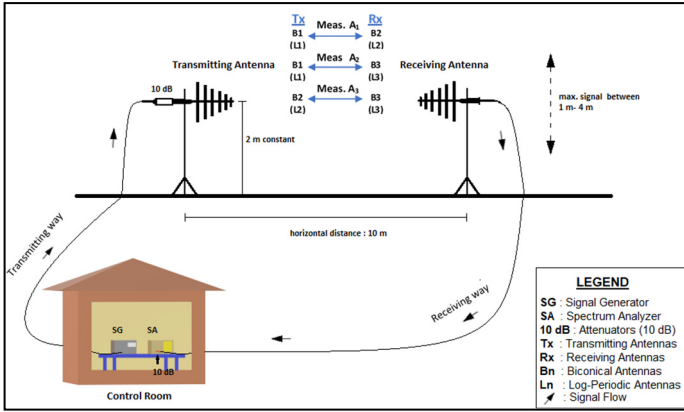 Tx Meas. A1 Rx
B1 B2
(L1) (L2)
B1 Meas A2 B3
(L1) (L3)
B2 Meas. A3 B3
(L2) (L3)
Transmitting Antenna
Receiving Antenna
10 dB
max. signal between
1 m- 4 m
2 m constant
horizontal distance : 10 m
Transmitting way
Receiving way
SG SA
10 dB
Control Room
LEGEND
SG : Signal Generator
SA : Spectrum Analyzer
10 dB : Attenuators (10 dB)
Tx : Transmitting Antennas
Rx : Receiving Antennas
Bn : Biconical Antennas
Ln : Log-Periodic Antennas
: Signal Flow